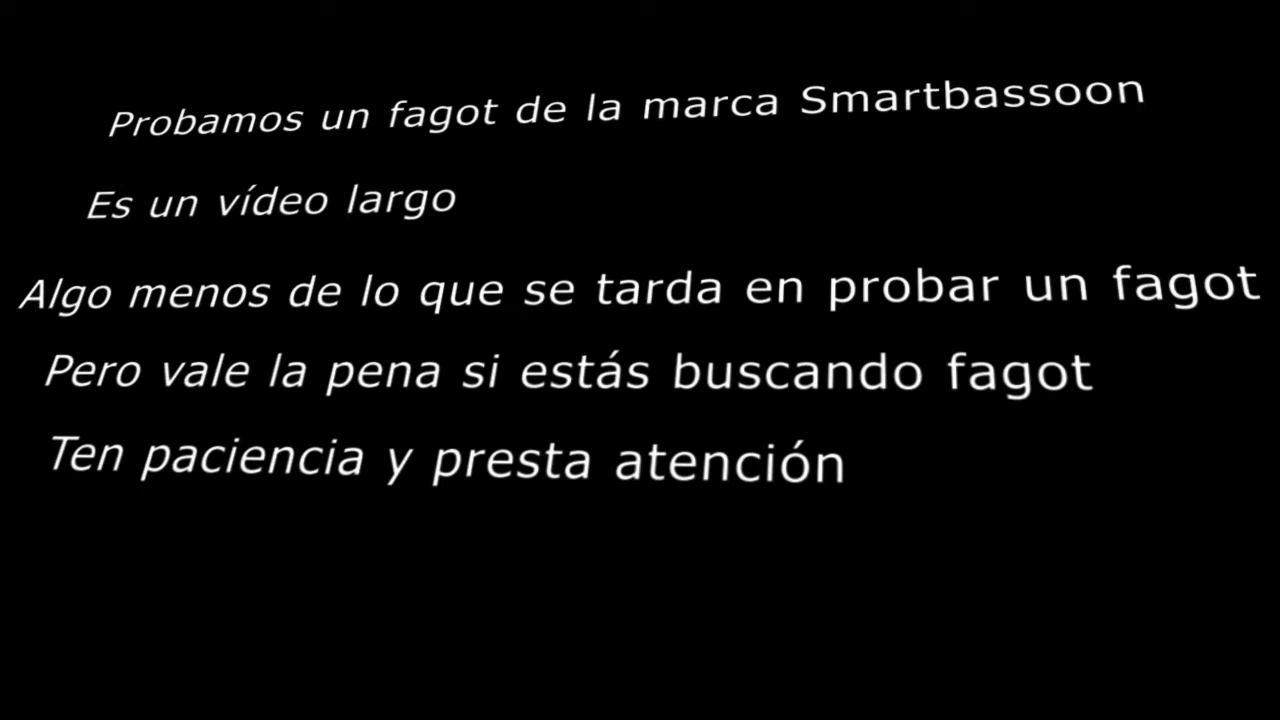 Probamos un fagot de la marca Smartbassoon
Es un vídeo largo
Algo menos de lo que se tarda en probar un fagot
Pero vale la pena si estás buscando fagot
Ten paciencia y presta atención